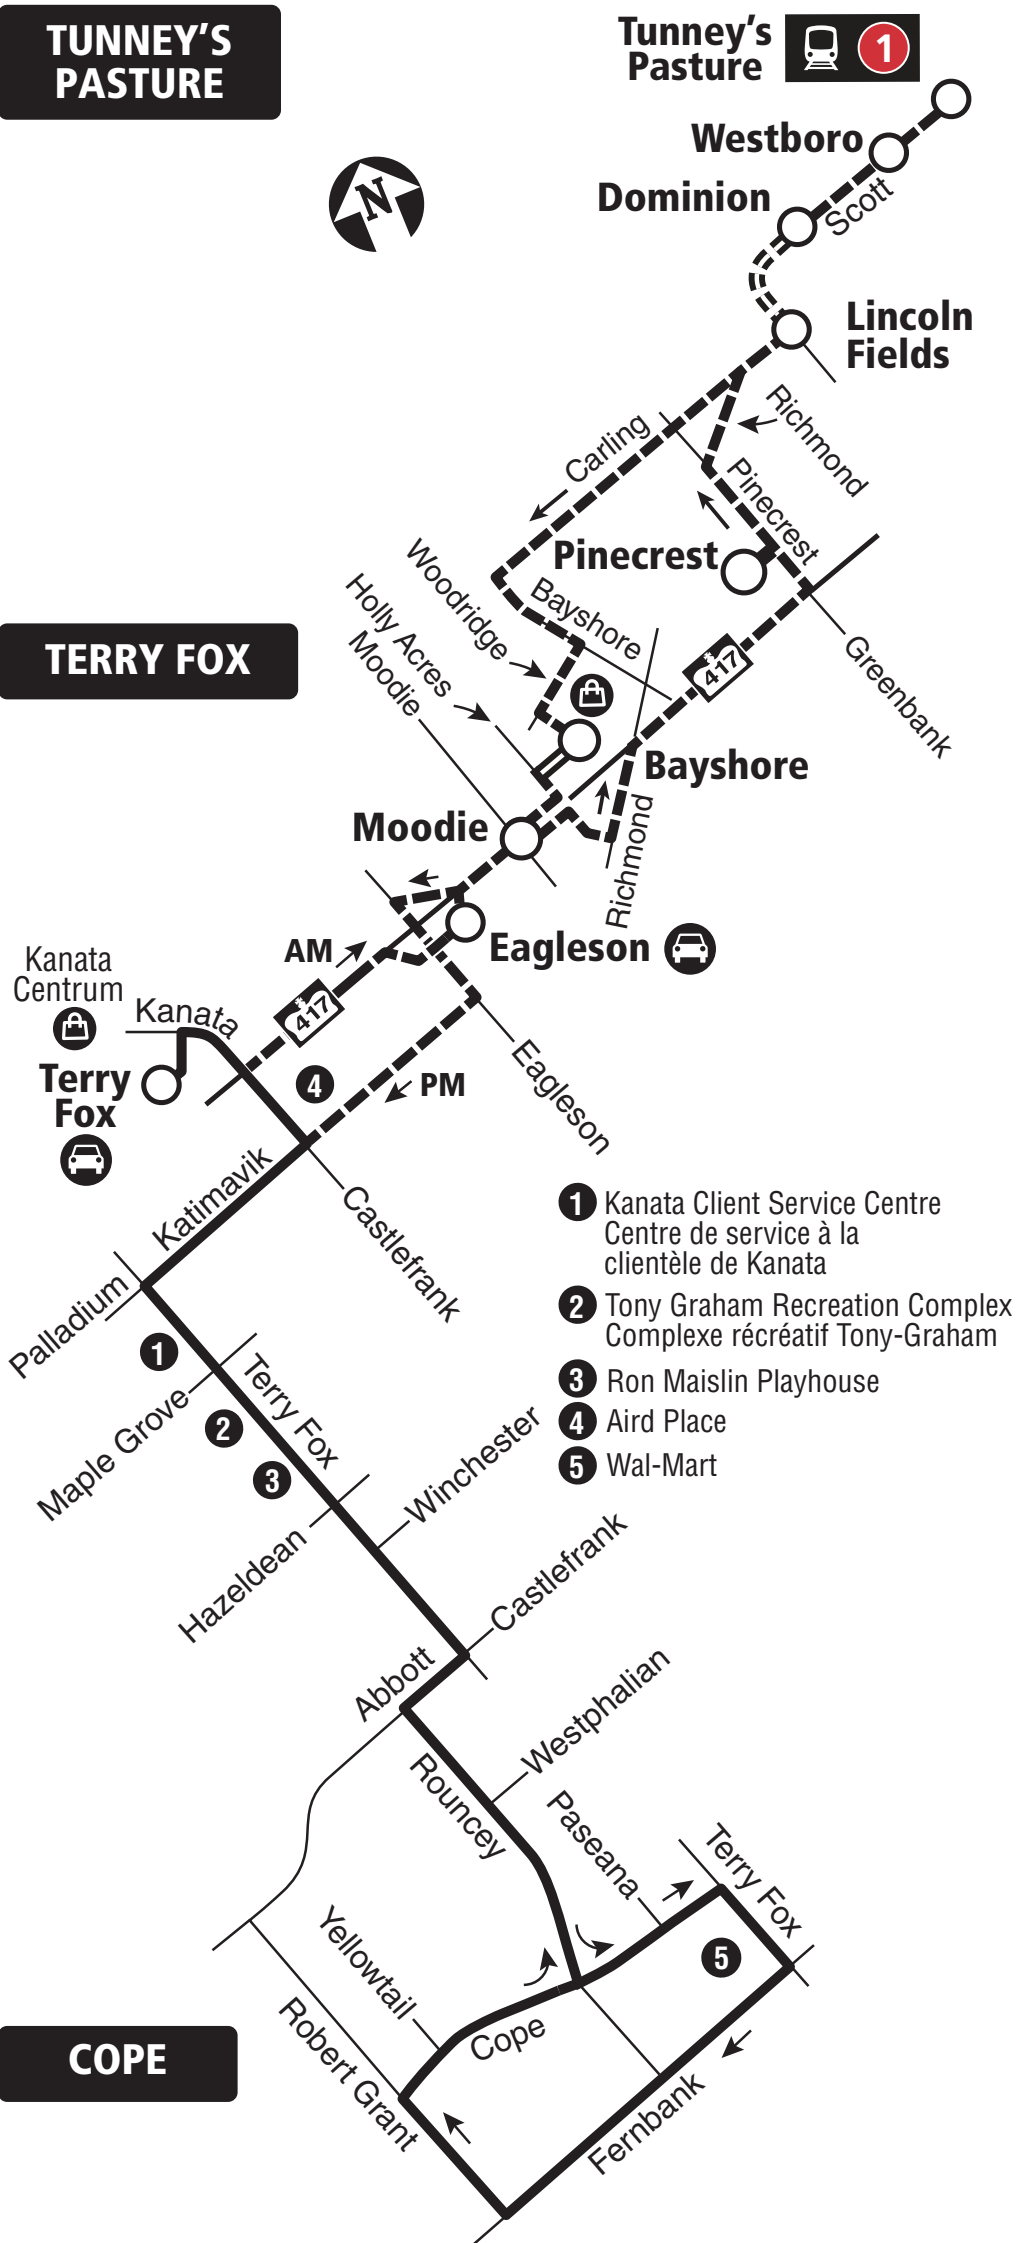 TUNNEY'S
PASTURE
Tunney's
Pasture
1
Westboro
Dominion
Scott
N
Lincoln
Fields
Richmond
Carling
Pinecrest
Pinecrest
Woodridge
Bayshore
Holly Acres
Moodie
417
Greenbank
TERRY FOX
Bayshore
Moodie
Richmond
AM
Eagleson
Kanata
Centrum
Kanata
417
Terry
Fox
4
PM
Eagleson
Katimavik
Castlefrank
Palladium
1 Kanata Client Service Centre
Centre de service à la
clientèle de Kanata
2 Tony Graham Recreation Complex
Complexe récréatif Tony-Graham
3 Ron Maislin Playhouse
4 Aird Place
5 Wal-Mart
1
Terry Fox
Maple Grove
2
3
Winchester
Hazeldean
Castlefrank
Abbott
Westphalian
Rouncey
Paseana
Terry Fox
Yellowtail
5
Robert Grant
Cope
COPE
Fernbank